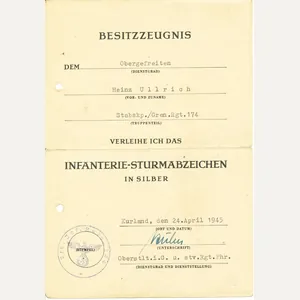 BESITZZEUGNIS
DEM Obergefreiten
(DIENSTGRAD)
Heinz Ullrich
(VOR- UND ZUNAME)
Stabskp./Gren.Rgt.174
(TRUPPENTEIL)
VERLEIHE ICH DAS
INFANTERIE-STURMABZEICHEN
IN SILBER
Kurland, den 24.April 1945
(ORT UND DATUM)
(UNTERSCHRIFT)
Oberstlt.i.G. u. stv.Rgt.Fhr.
(DIENSTGRAD UND DIENSTSTELLUNG)